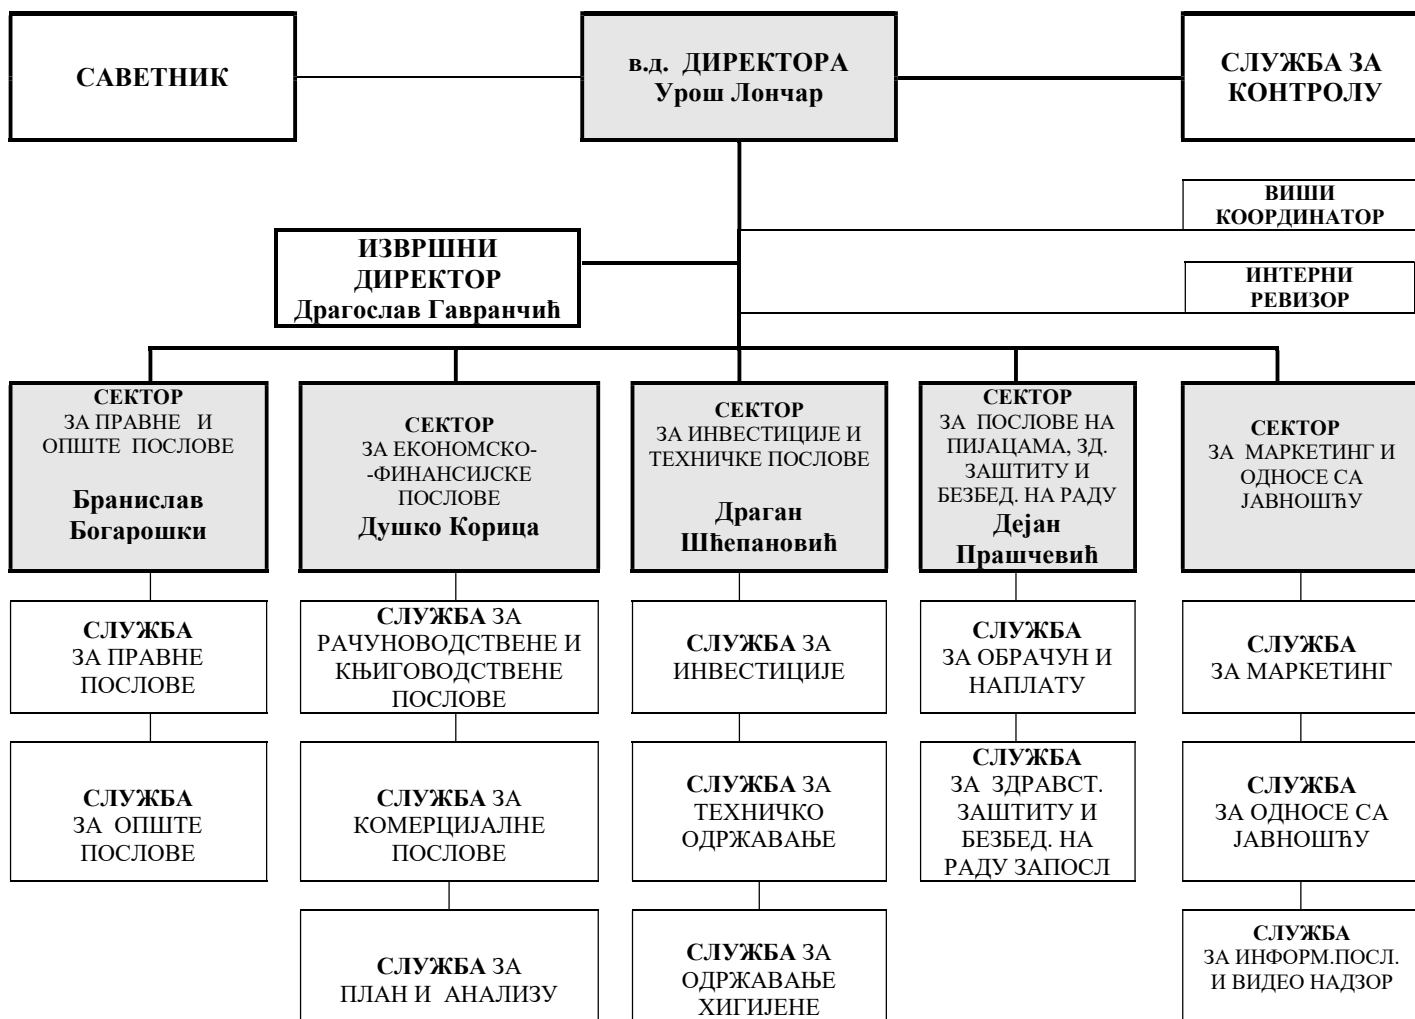 САВЕТНИК
в.д. ДИРЕКТОРА
Урош Лончар
СЛУЖБА ЗА
КОНТРОЛУ
ВИШИ
КООРДИНАТОР
ИЗВРШНИ
ДИРЕКТОР
Драгослав Гавранчић
ИНТЕРНИ
РЕВИЗОР
СЕКТОР
ЗА ПРАВНЕ И
ОПШТЕ ПОСЛОВЕ
Бранислав
Богарошки
СЕКТОР
ЗА ЕКОНОМСКО-
-ФИНАНСИЈСКЕ
ПОСЛОВЕ
Душко Корица
СЕКТОР
ЗА ИНВЕСТИЦИЈЕ И
ТЕХНИЧКЕ ПОСЛОВЕ
Драган
Шћепановић
СЕКТОР
ЗА ПОСЛОВЕ НА
ПИЈАЦАМА, ЗД.
ЗАШТИТУ И
БЕЗБЕД. НА РАДУ
Дејан
Прашчевић
СЕКТОР
ЗА МАРКЕТИНГ И
ОДНОСЕ СА
ЈАВНОШЋУ
СЛУЖБА
ЗА ПРАВНЕ
ПОСЛОВЕ
СЛУЖБА ЗА
РАЧУНОВОДСТВЕНЕ И
КЊИГОВОДСТВЕНЕ
ПОСЛОВЕ
СЛУЖБА ЗА
ИНВЕСТИЦИЈЕ
СЛУЖБА
ЗА ОБРАЧУН И
НАПЛАТУ
СЛУЖБА
ЗА МАРКЕТИНГ
СЛУЖБА
ЗА ОПШТЕ
ПОСЛОВЕ
СЛУЖБА ЗА
КОМЕРЦИЈАЛНЕ
ПОСЛОВЕ
СЛУЖБА ЗА
ТЕХНИЧКО
ОДРЖАВАЊЕ
СЛУЖБА
ЗА ЗДРАВСТ.
ЗАШТИТУ И
БЕЗБЕД. НА
РАДУ ЗАПОСЛ
СЛУЖБА
ЗА ОДНОСЕ СА
ЈАВНОШЋУ
СЛУЖБА ЗА
ПЛАН И АНАЛИЗУ
СЛУЖБА ЗА
ОДРЖАВАЊЕ
ХИГИЈЕНЕ
СЛУЖБА
ЗА ИНФОРМ.ПОСЛ.
И ВИДЕО НАДЗОР